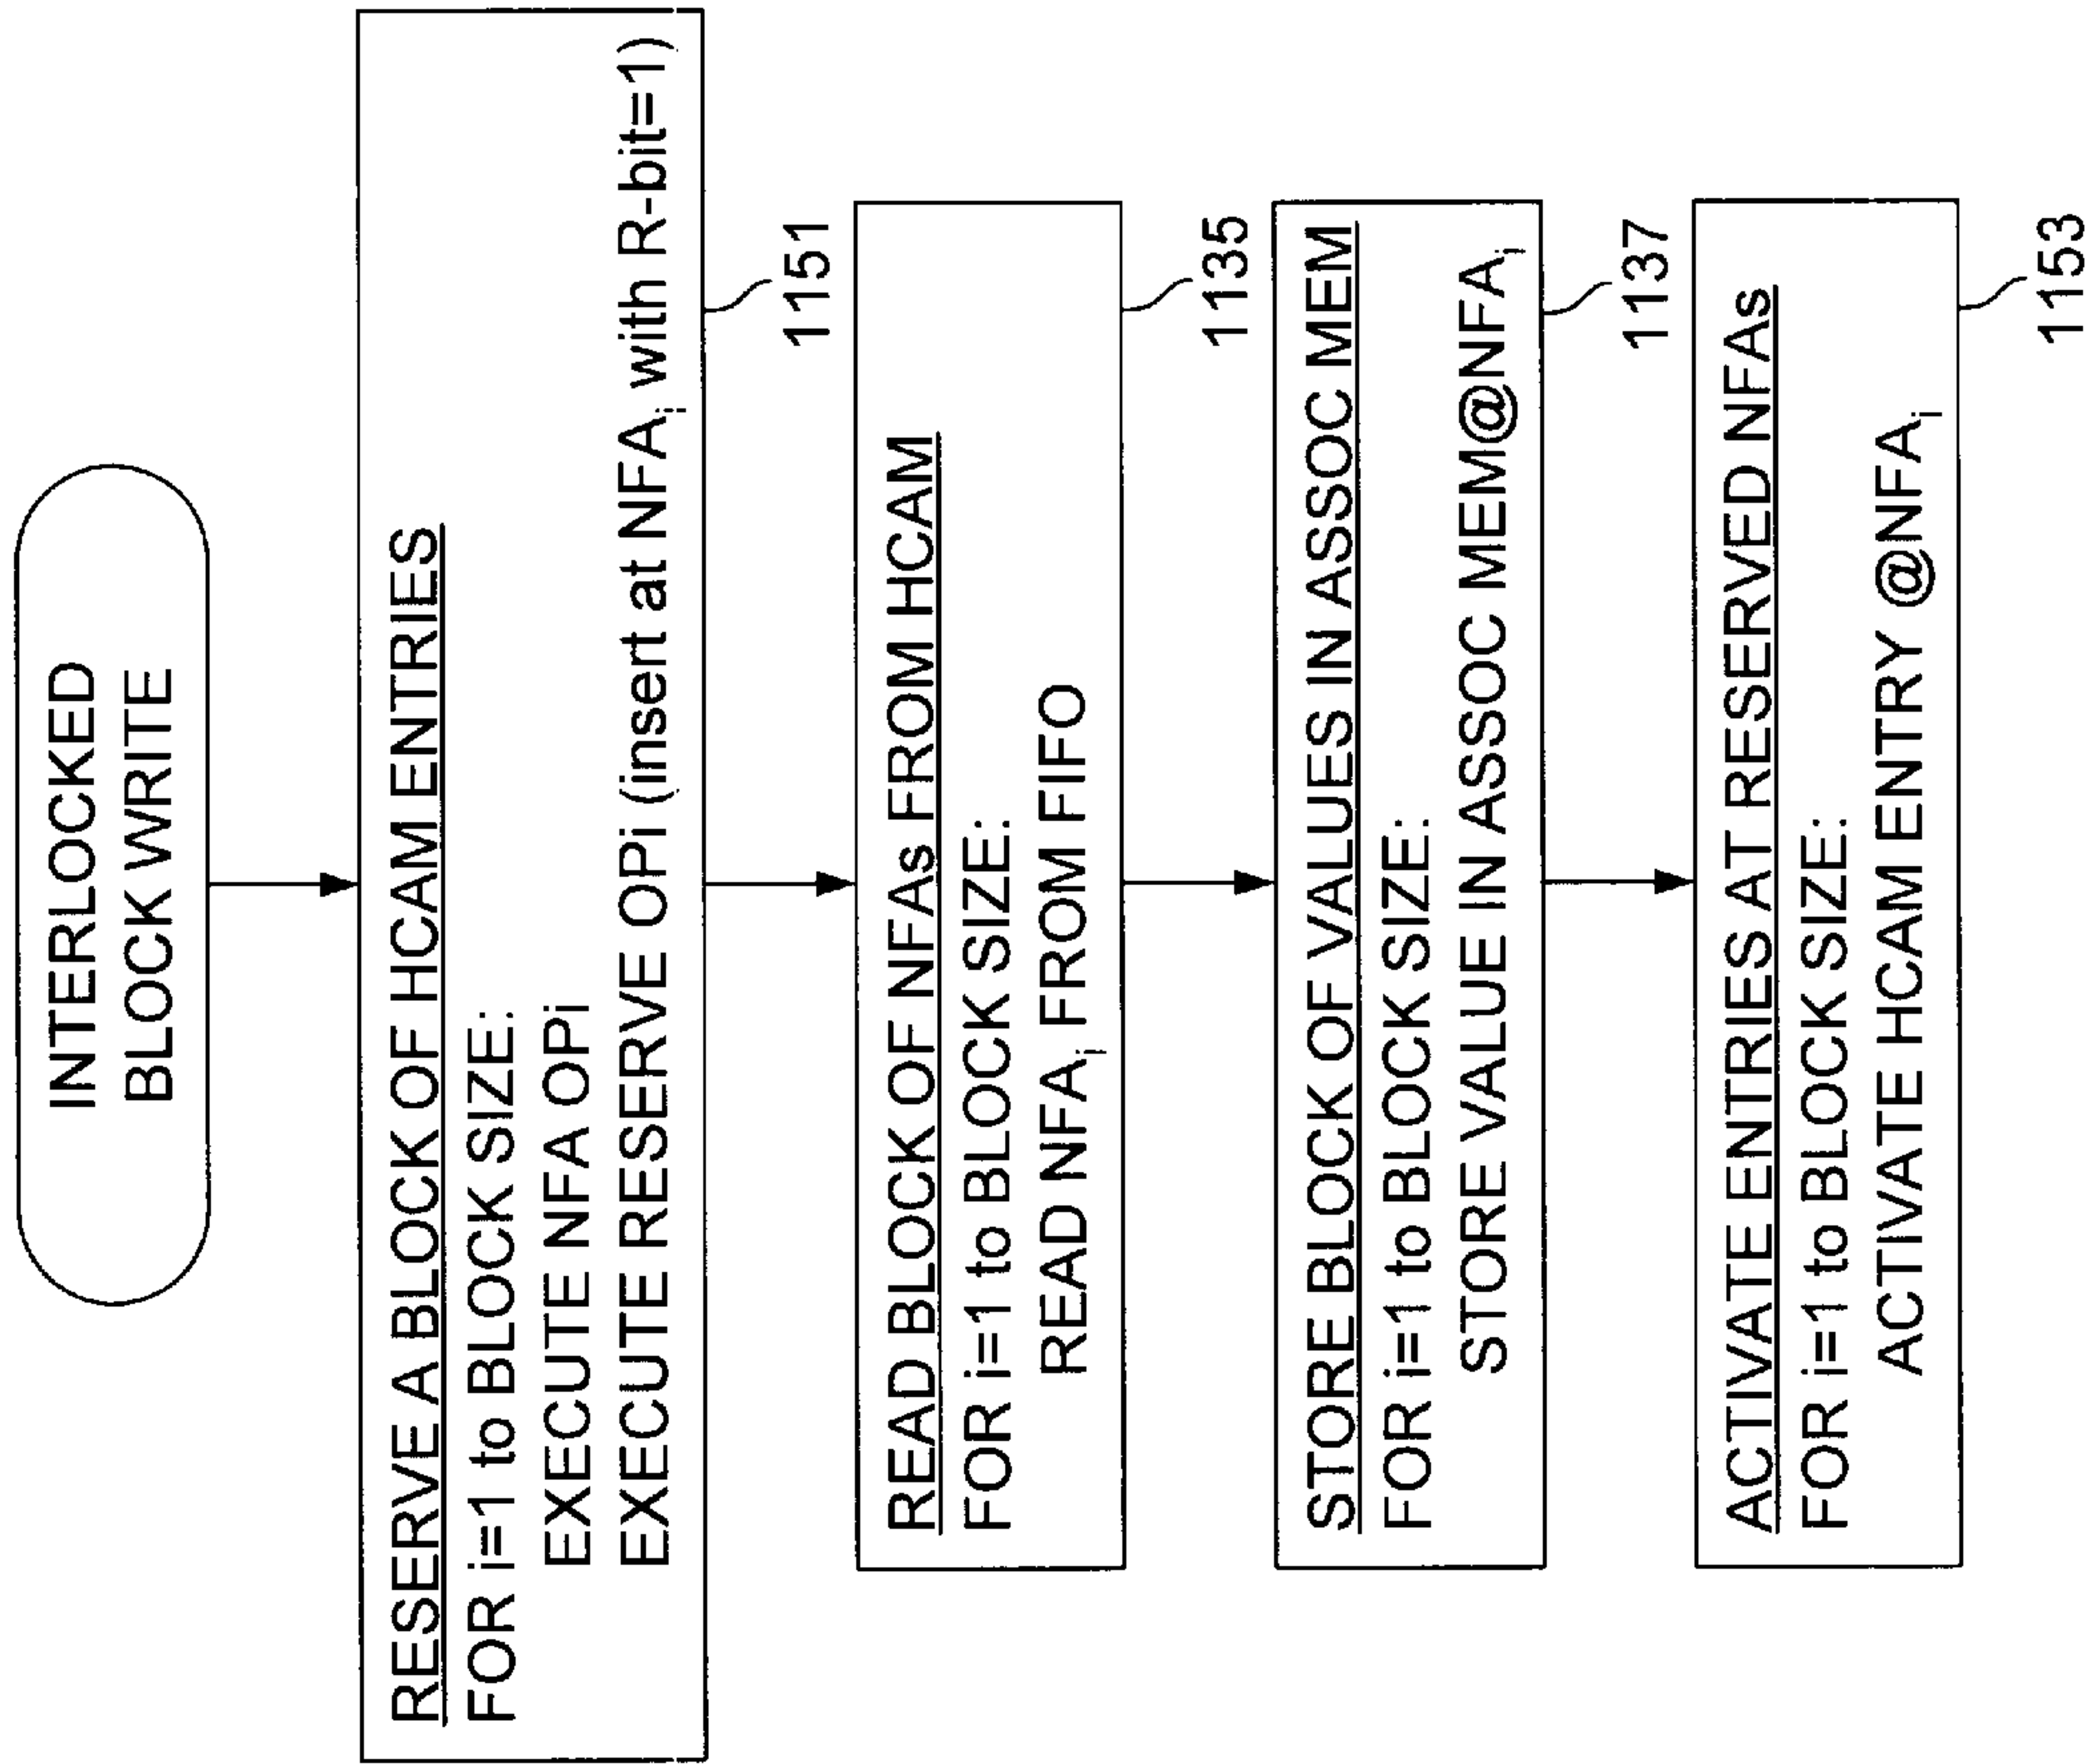 INTERLOCKED
BLOCK WRITE
RESERVE A BLOCK OF HCAM ENTRIES
FOR i=1 to BLOCK SIZE:
EXECUTE NFA OPi
EXECUTE RESERVE OPi (insert at NFAi with R-bit=1)
1151
READ BLOCK OF NFAs FROM HCAM
FOR i=1 to BLOCK SIZE:
READ NFAi FROM FIFO
1135
STORE BLOCK OF VALUES IN ASSOC MEM
FOR i=1 to BLOCK SIZE:
STORE VALUE IN ASSOC MEM@NFAi
1137
ACTIVATE ENTRIES AT RESERVED NFAs
FOR i=1 to BLOCK SIZE:
ACTIVATE HCAM ENTRY @NFAi
1153